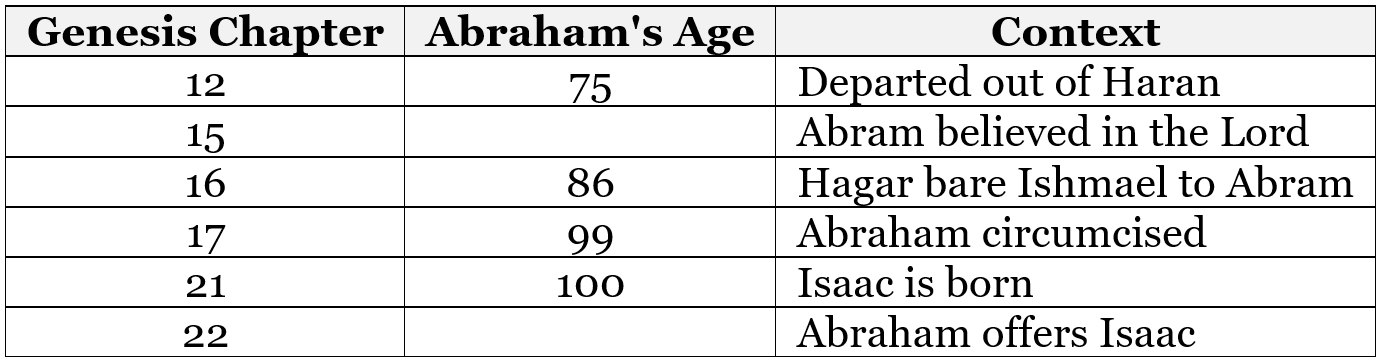 Genesis Chapter Abraham's Age Context
12 75 Departed out of Haran
15 Abram believed in the Lord
16 86 Hagar bare Ishmael to Abram
17 99 Abraham circumcised
21 100 Isaac is born
22 Abraham offers Isaac